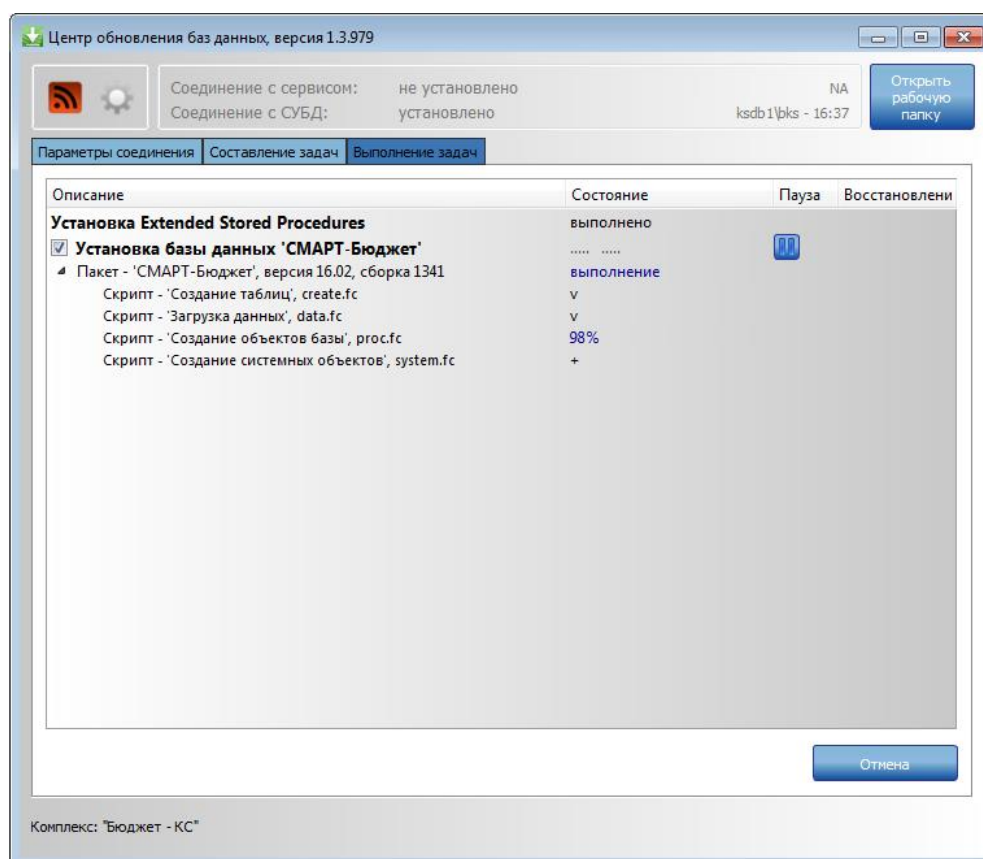 Центр обновления баз данных, версия 1.3.979
Соединение с сервисом: не установлено NA
Соединение с СУБД: установлено ksdb1\bks - 16:37
Открыть рабочую папку
Параметры соединения Составление задач Выполнение задач
Описание Состояние Пауза Восстановлени
Установка Extended Stored Procedures выполнено
Установка базы данных 'СМАРТ-Бюджет' ..... .....
Пакет - 'СМАРТ-Бюджет', версия 16.02, сборка 1341 выполнение
Скрипт - 'Создание таблиц', create.fc v
Скрипт - 'Загрузка данных', data.fc v
Скрипт - 'Создание объектов базы', proc.fc 98%
Скрипт - 'Создание системных объектов', system.fc +
Отмена
Комплекс: "Бюджет - КС"